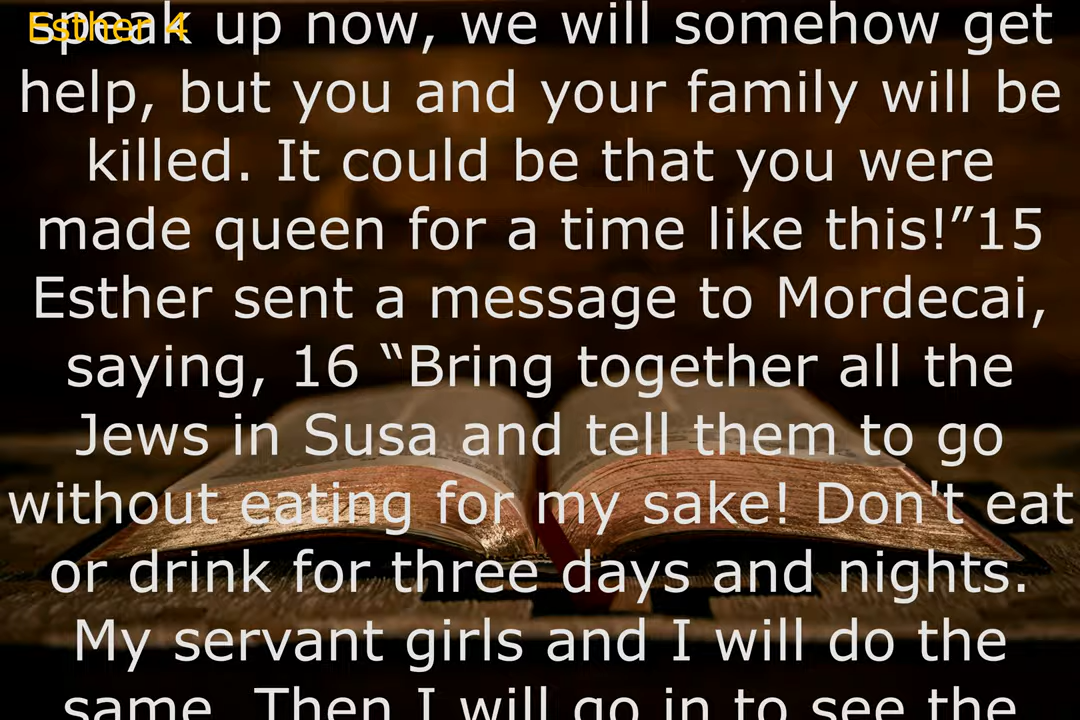 Esther 4
speak up now, we will somehow get
help, but you and your family will be
killed. It could be that you were
made queen for a time like this!”15
Esther sent a message to Mordecai,
saying, 16 “Bring together all the
Jews in Susa and tell them to go
without eating for my sake! Don't eat
or drink for three days and nights.
My servant girls and I will do the
same. Then I will go in to see the